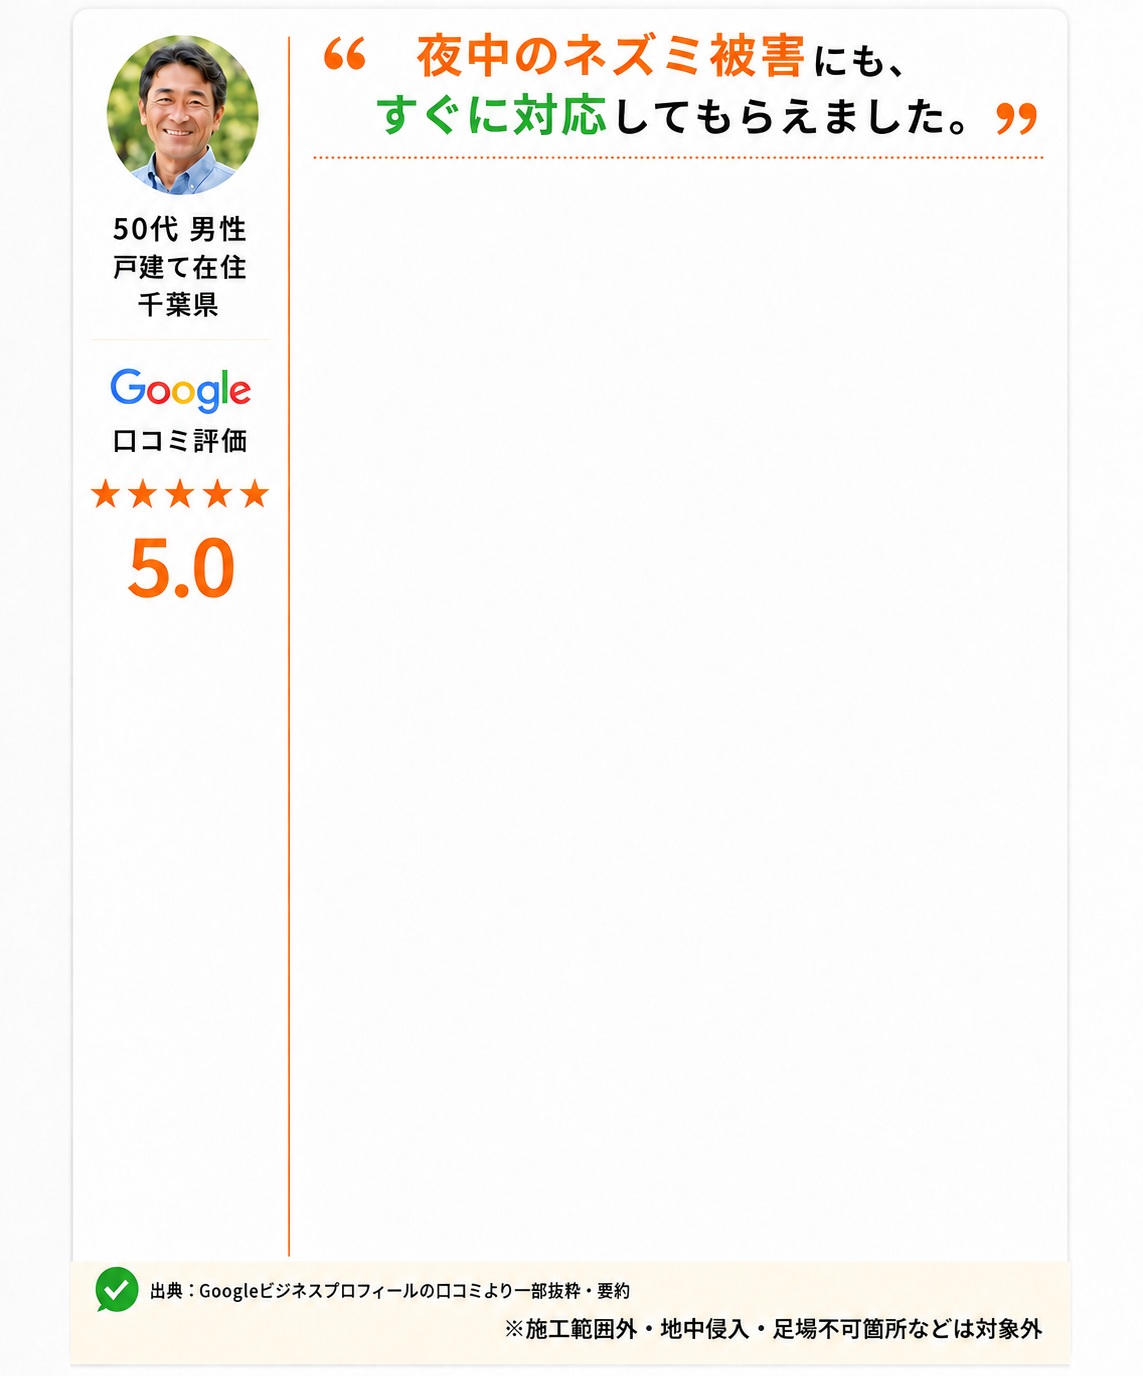 “ 夜中のネズミ被害にも、
すぐに対応してもらえました。 ”
50代 男性
戸建て在住
千葉県
Google
口コミ評価
★★★★★
5.0
出典：Googleビジネスプロフィールの口コミより一部抜粋・要約
※施工範囲外・地中侵入・足場不可箇所などは対象外